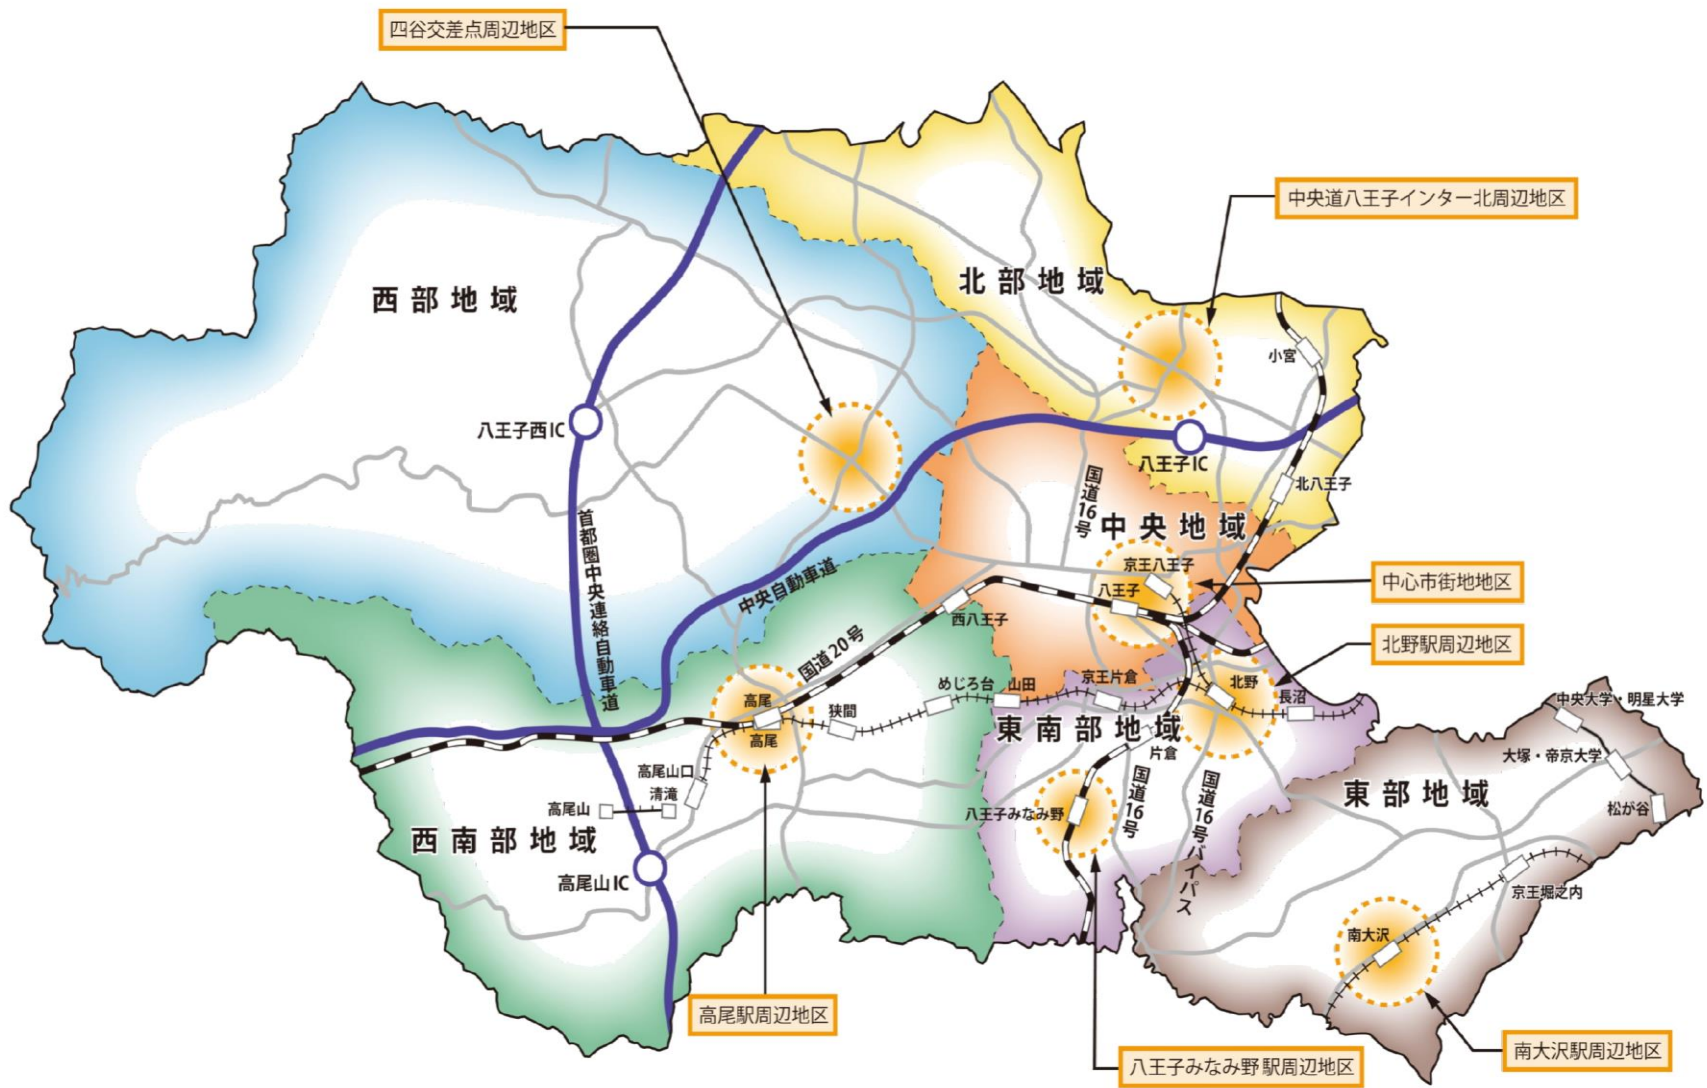 四谷交差点周辺地区
中央道八王子インター北周辺地区
北部地域
西部地域
小宮
八王子西IC
八王子IC
国道16号
北八王子
中央地域
首都圏中央連絡自動車道
中央自動車道
京王八王子
八王子
中心市街地地区
西八王子
国道20号
北野駅周辺地区
めじろ台
山田
京王片倉
北野
長沼
高尾
高尾
狭間
東南部地域
片倉
中央大学・明星大学
大塚・帝京大学
松が谷
東部地域
高尾山口
清滝
高尾山
西南部地域
八王子みなみ野
国道16号
国道16号バイパス
高尾山IC
京王堀之内
南大沢
高尾駅周辺地区
八王子みなみ野駅周辺地区
南大沢駅周辺地区